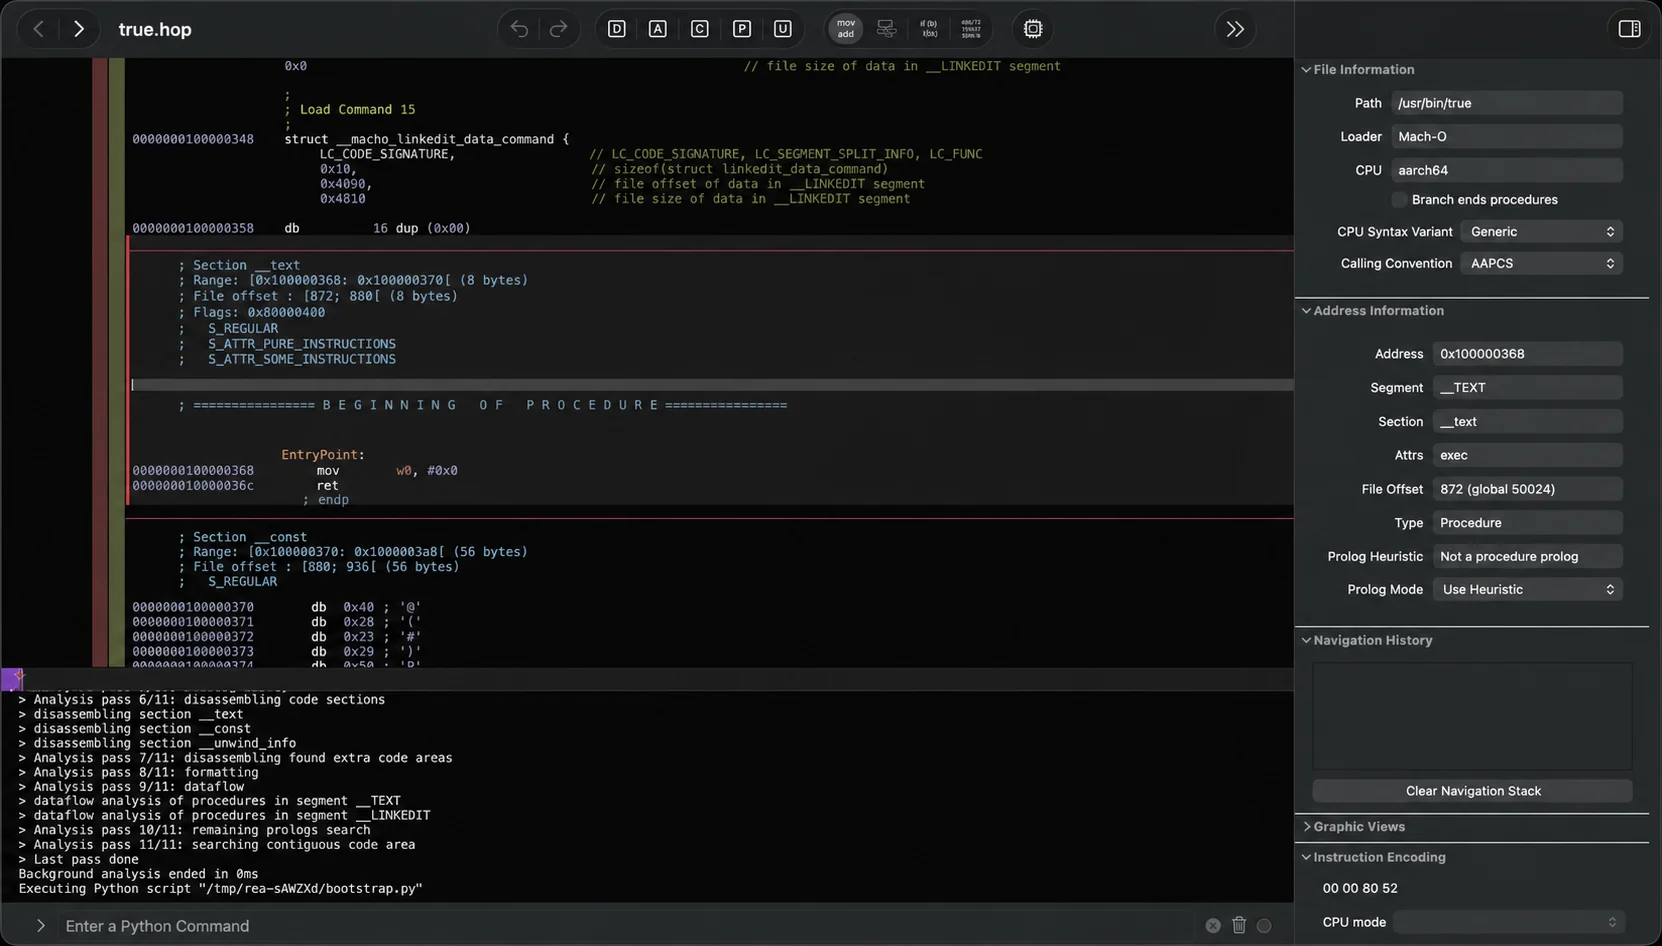 true.hop
D A C P U
mov
add
if (b)
f(x);
0x0 // file size of data in __LINKEDIT segment
;
; Load Command 15
;
0000000100000348 struct __macho_linkedit_data_command {
LC_CODE_SIGNATURE, // LC_CODE_SIGNATURE, LC_SEGMENT_SPLIT_INFO, LC_FUNC
0x10, // sizeof(struct linkedit_data_command)
0x4090, // file offset of data in __LINKEDIT segment
0x4810 // file size of data in __LINKEDIT segment
0000000100000358 db 16 dup (0x00)
; Section __text
; Range: [0x100000368: 0x100000370[ (8 bytes)
; File offset : [872; 880[ (8 bytes)
; Flags: 0x80000400
; S_REGULAR
; S_ATTR_PURE_INSTRUCTIONS
; S_ATTR_SOME_INSTRUCTIONS
; ================ B E G I N N I N G   O F   P R O C E D U R E ================
EntryPoint:
0000000100000368 mov w0, #0x0
000000010000036c ret
; endp
; Section __const
; Range: [0x100000370: 0x1000003a8[ (56 bytes)
; File offset : [880; 936[ (56 bytes)
; S_REGULAR
0000000100000370 db 0x40 ; '@'
0000000100000371 db 0x28 ; '('
0000000100000372 db 0x23 ; '#'
0000000100000373 db 0x29 ; ')'
0000000100000374 db 0x50 ; 'P'
> Analysis pass 6/11: disassembling code sections
> disassembling section __text
> disassembling section __const
> disassembling section __unwind_info
> Analysis pass 7/11: disassembling found extra code areas
> Analysis pass 8/11: formatting
> Analysis pass 9/11: dataflow
> dataflow analysis of procedures in segment __TEXT
> dataflow analysis of procedures in segment __LINKEDIT
> Analysis pass 10/11: remaining prologs search
> Analysis pass 11/11: searching contiguous code area
> Last pass done
Background analysis ended in 0ms
Executing Python script "/tmp/rea-sAWZXd/bootstrap.py"
Enter a Python Command
File Information
Path /usr/bin/true
Loader Mach-O
CPU aarch64
Branch ends procedures
CPU Syntax Variant Generic
Calling Convention AAPCS
Address Information
Address 0x100000368
Segment __TEXT
Section __text
Attrs exec
File Offset 872 (global 50024)
Type Procedure
Prolog Heuristic Not a procedure prolog
Prolog Mode Use Heuristic
Navigation History
Clear Navigation Stack
Graphic Views
Instruction Encoding
00 00 80 52
CPU mode